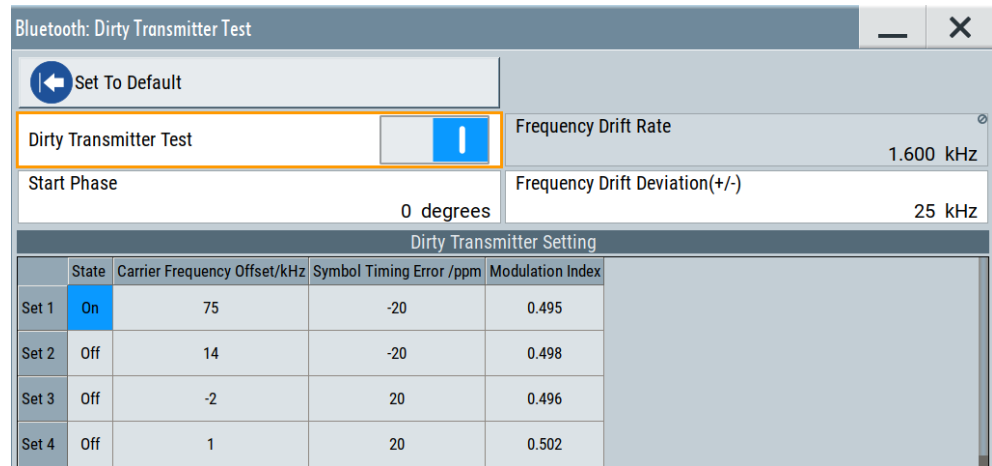 Bluetooth: Dirty Transmitter Test
Set To Default
Dirty Transmitter Test
Frequency Drift Rate
1.600 kHz
Start Phase
0 degrees
Frequency Drift Deviation(+/-)
25 kHz
Dirty Transmitter Setting
State Carrier Frequency Offset/kHz Symbol Timing Error /ppm Modulation Index
Set 1 On 75 -20 0.495
Set 2 Off 14 -20 0.498
Set 3 Off -2 20 0.496
Set 4 Off 1 20 0.502